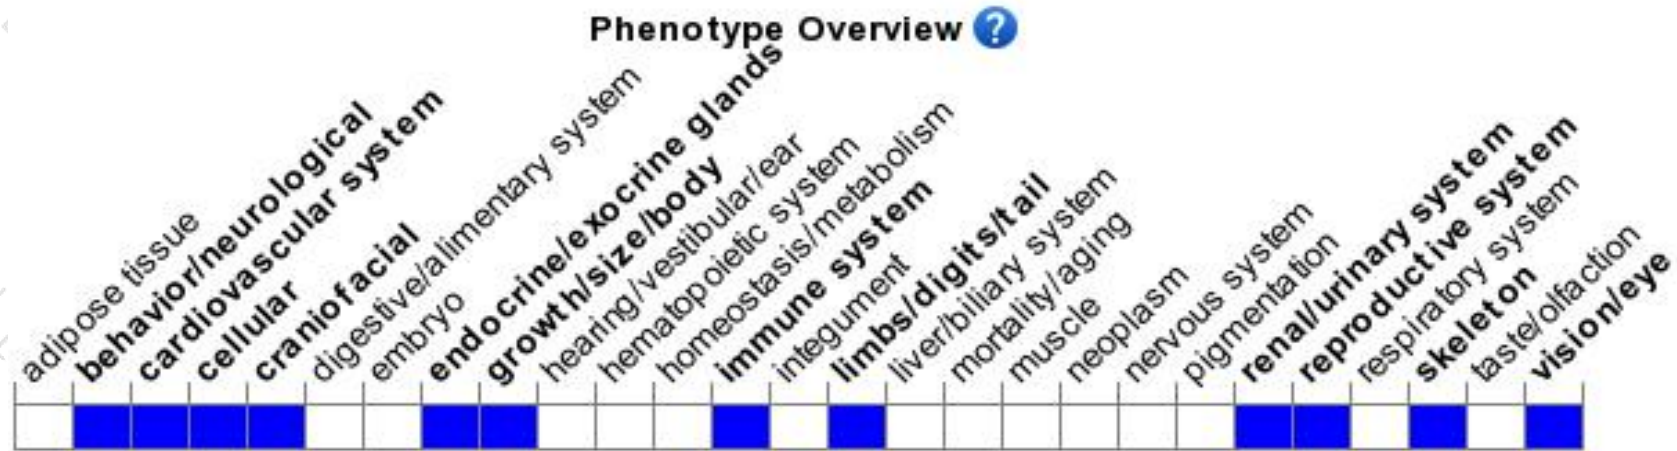 Phenotype Overview ?
adipose tissue
behavior/neurological
cardiovascular system
cellular
craniofacial
digestive/alimentary system
embryo
endocrine/exocrine glands
growth/size/body
hearing/vestibular/ear
hematopoietic system
homeostasis/metabolism
immune system
integument
limbs/digits/tail
liver/biliary system
mortality/aging
muscle
neoplasm
nervous system
pigmentation
renal/urinary system
reproductive system
respiratory system
skeleton
taste/olfaction
vision/eye